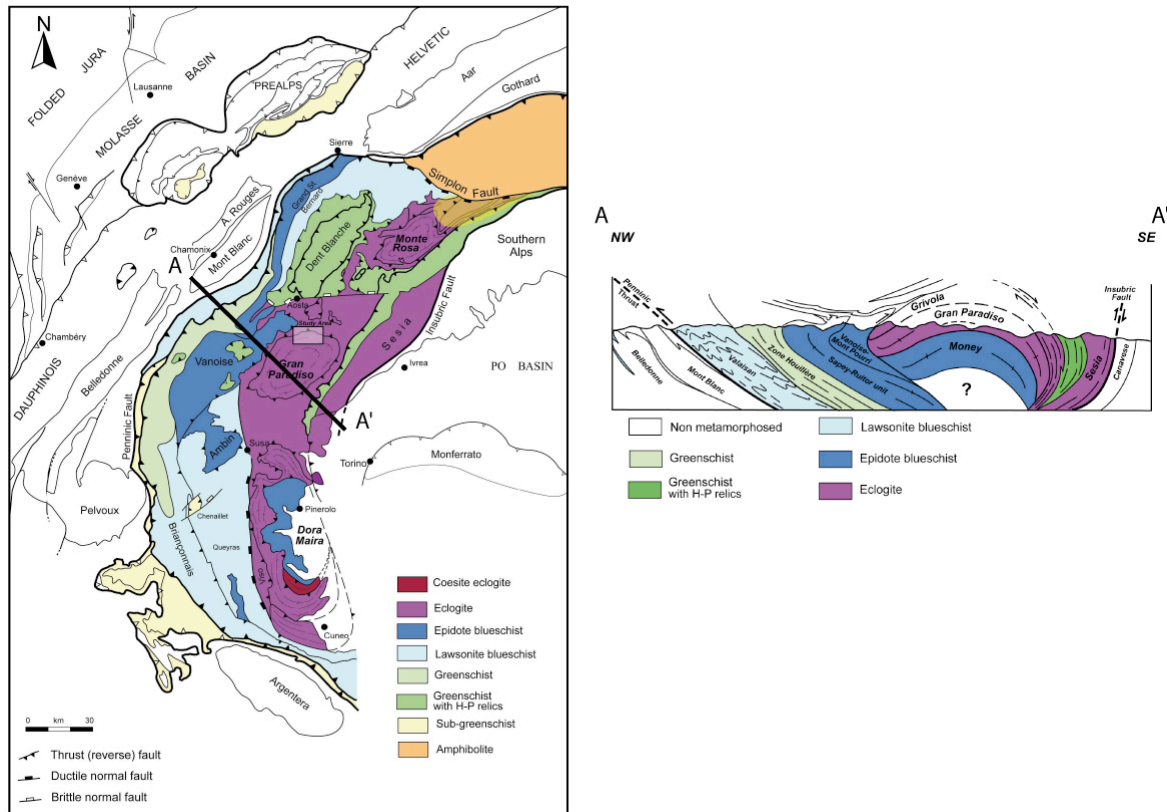 N
JURA
FOLDED
BASIN
MOLASSE
Lausanne
PREALPS
HELVETIC
Aar
Gothard
Genève
Sierre
Simplon
Fault
Grand St
Bernard
A. Rouges
Chamonix
Mont Blanc
Dent Blanche
Monte
Rosa
Southern
Alps
A
Aosta
Study Area
Sesia
Insubric Fault
Ivrea
PO BASIN
Chambéry
DAUPHINOIS
Belledonne
Vanoise
Gran
Paradiso
A'
Penninic Fault
Ambin
Susa
Torino
Monferrato
Pelvoux
Chenaillet
Pinerolo
Dora
Maira
Briançonnais
Queyras
Viso
Cuneo
Argentera
Coesite eclogite
Eclogite
Epidote blueschist
Lawsonite blueschist
Greenschist
Greenschist
with H-P relics
Sub-greenschist
Amphibolite
0 km 30
Thrust (reverse) fault
Ductile normal fault
Brittle normal fault
A
NW
A'
SE
Penninic
Thrust
Grivola
Gran Paradiso
Insubric
Fault
Belledonne
Mont Blanc
Valaisan
Zone Houillère
Vanoise-
Mont Pourri
Sapey-Ruitor unit
Money
?
Sesia
Canavese
Non metamorphosed
Greenschist
Greenschist
with H-P relics
Lawsonite blueschist
Epidote blueschist
Eclogite